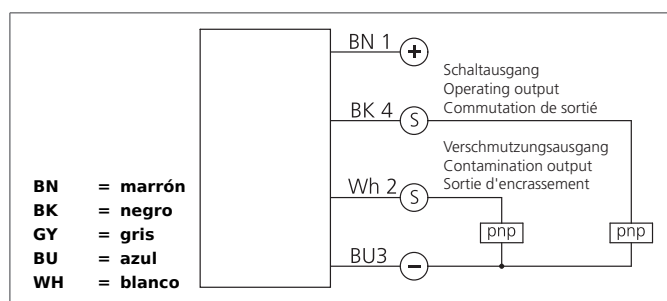 BN 1
+
Schaltausgang
Operating output
Commutation de sortié
BK 4
S
Verschmutzungsausgang
Contamination output
Sortie d'encrassement
Wh 2
S
pnp
pnp
BU3
−
BN = marrón
BK = negro
GY = gris
BU = azul
WH = blanco